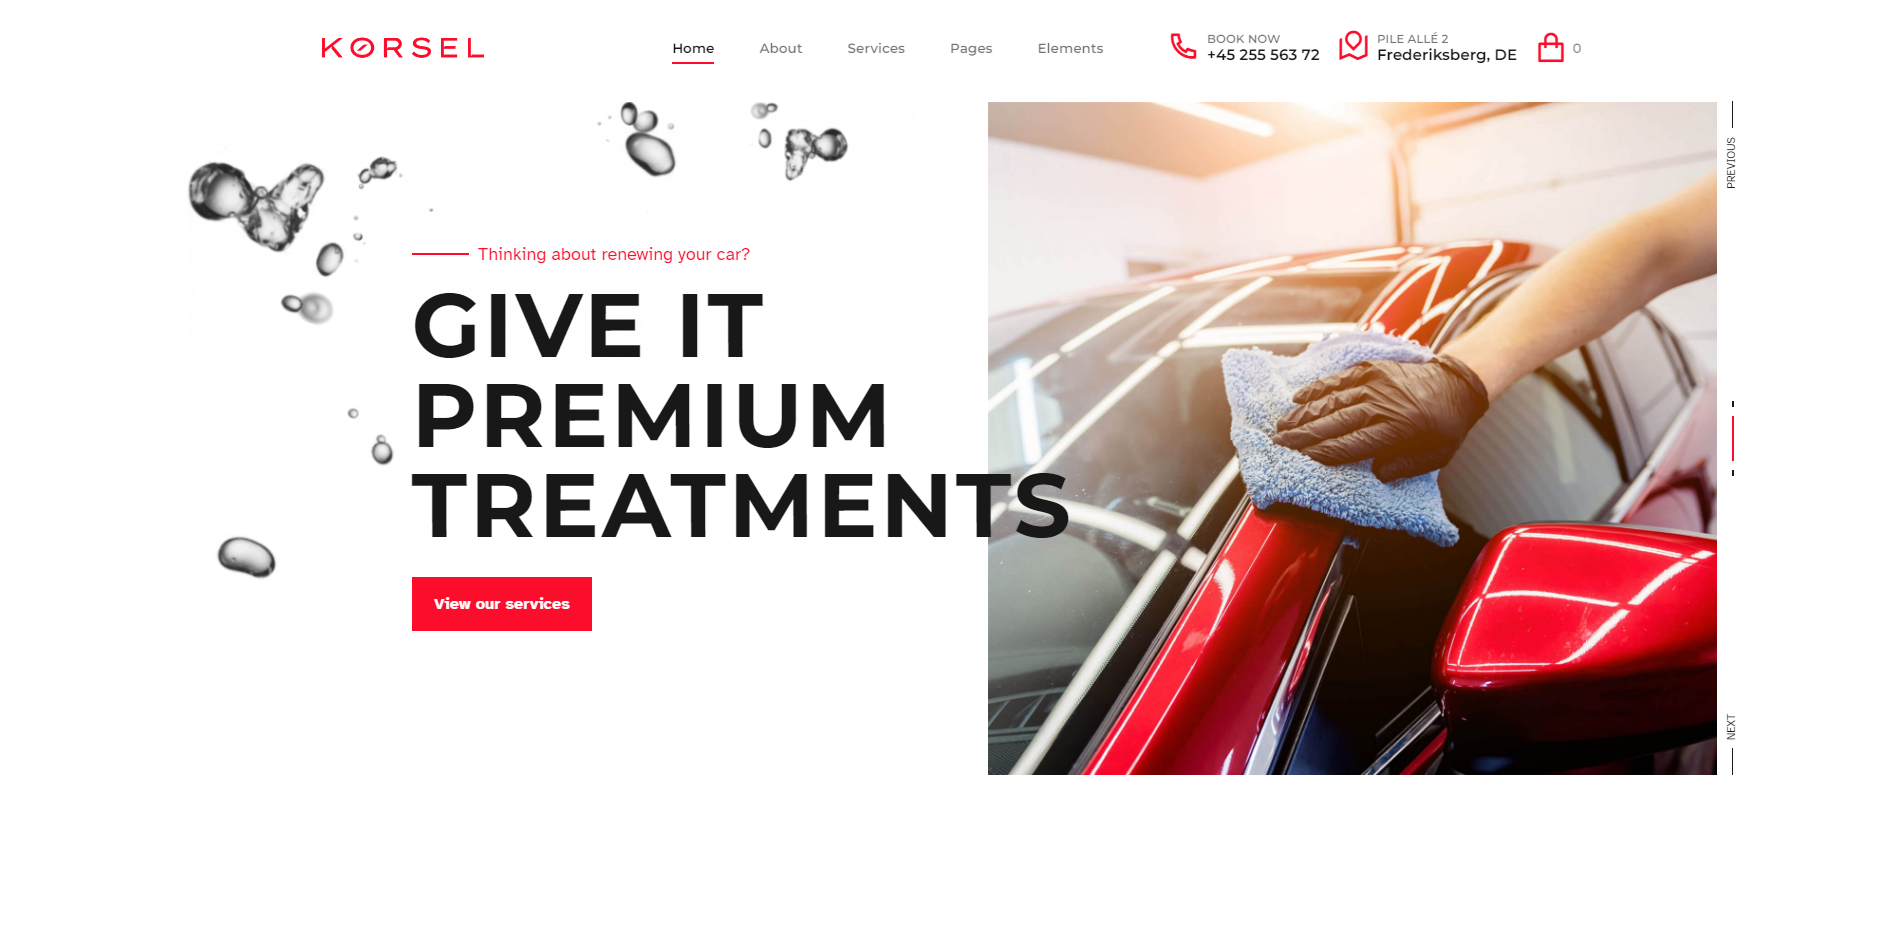 KORSEL
Home
About
Services
Pages
Elements
BOOK NOW
+45 255 563 72
PILE ALLÉ 2
Frederiksberg, DE
0
PREVIOUS
Thinking about renewing your car?
GIVE IT
PREMIUM
TREATMENTS
View our services
NEXT